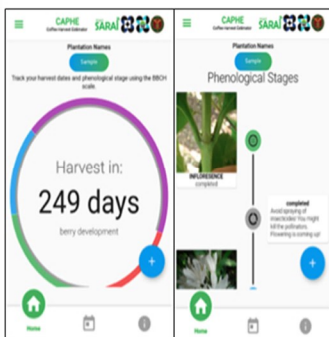 CAPHE
Coffee Harvest Estimator
SARAI
Plantation Names
Sample
Track your harvest dates and phenological stage using the BBCH
scale.
Harvest in:
249 days
berry development
Home
CAPHE
Coffee Harvest Estimator
SARAI
Plantation Names
Sample
Phenological Stages
INFLORESENCE
completed
completed
Avoid spraying of
insecticides! You might
kill the pollinators.
Flowering is coming up!
Home